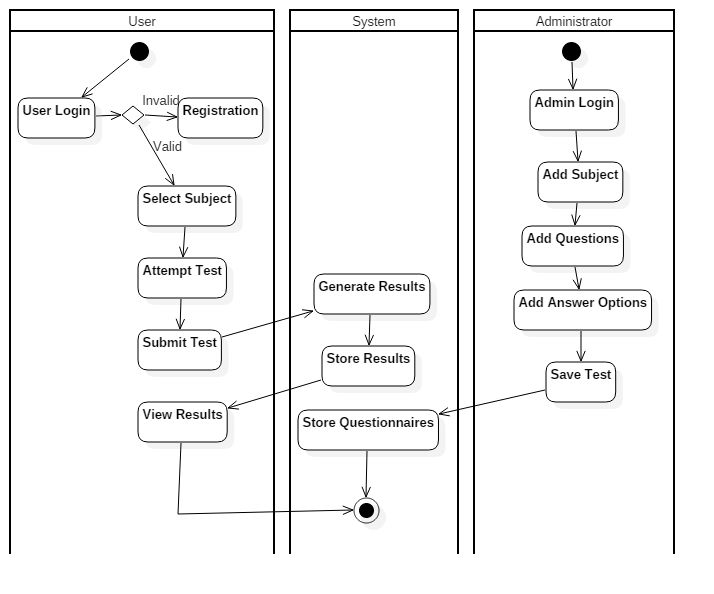 User
System
Administrator
User Login
Invalid
Registration
Valid
Select Subject
Attempt Test
Submit Test
View Results
Generate Results
Store Results
Store Questionnaires
Admin Login
Add Subject
Add Questions
Add Answer Options
Save Test